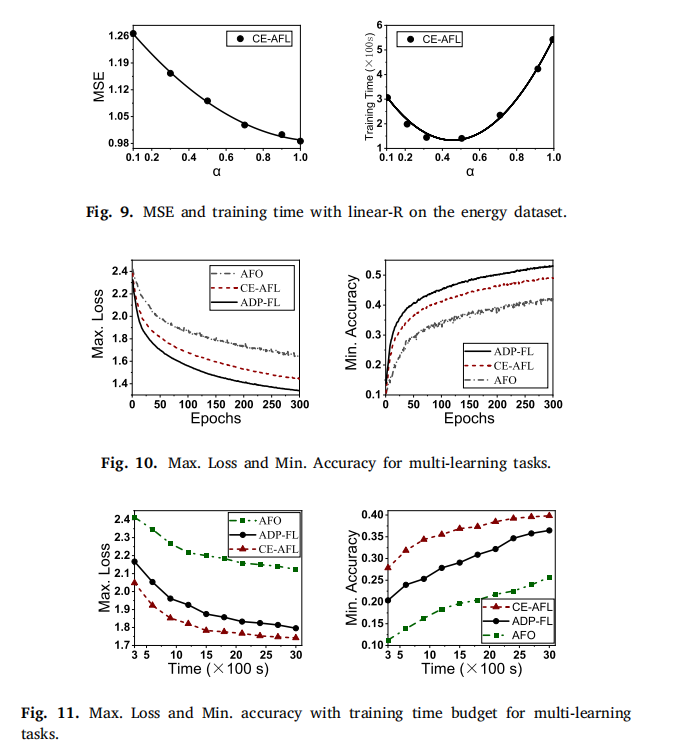 1.26
1.19
1.12
1.05
0.98
MSE
CE-AFL
0.1 0.2 0.4 0.6 0.8 1.0
α
6
5
4
3
2
1
Training Time (×100s)
CE-AFL
0.1 0.2 0.4 0.6 0.8 1.0
α
Fig. 9. MSE and training time with linear-R on the energy dataset.
2.4
2.2
2.0
1.8
1.6
1.4
Max. Loss
AFO
CE-AFL
ADP-FL
0 50 100 150 200 250 300
Epochs
0.5
0.4
0.3
0.2
0.1
Min. Accuracy
ADP-FL
CE-AFL
AFO
0 50 100 150 200 250 300
Epochs
Fig. 10. Max. Loss and Min. Accuracy for multi-learning tasks.
2.4
2.3
2.2
2.1
2.0
1.9
1.8
1.7
Max. Loss
AFO
ADP-FL
CE-AFL
3 5 10 15 20 25 30
Time (×100 s)
0.40
0.35
0.30
0.25
0.20
0.15
0.10
Min. Accuracy
CE-AFL
ADP-FL
AFO
3 5 10 15 20 25 30
Time (×100 s)
Fig. 11. Max. Loss and Min. accuracy with training time budget for multi-learning
tasks.